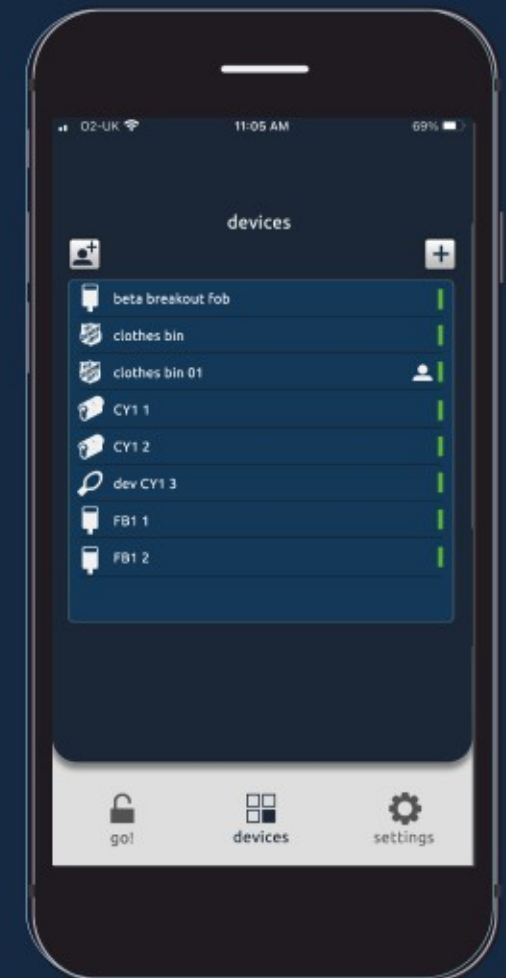 O2-UK 11:05 AM 69%
devices
beta breakout fob
clothes bin
clothes bin 01
CY1 1
CY1 2
dev CY1 3
FB1 1
FB1 2
go! devices settings